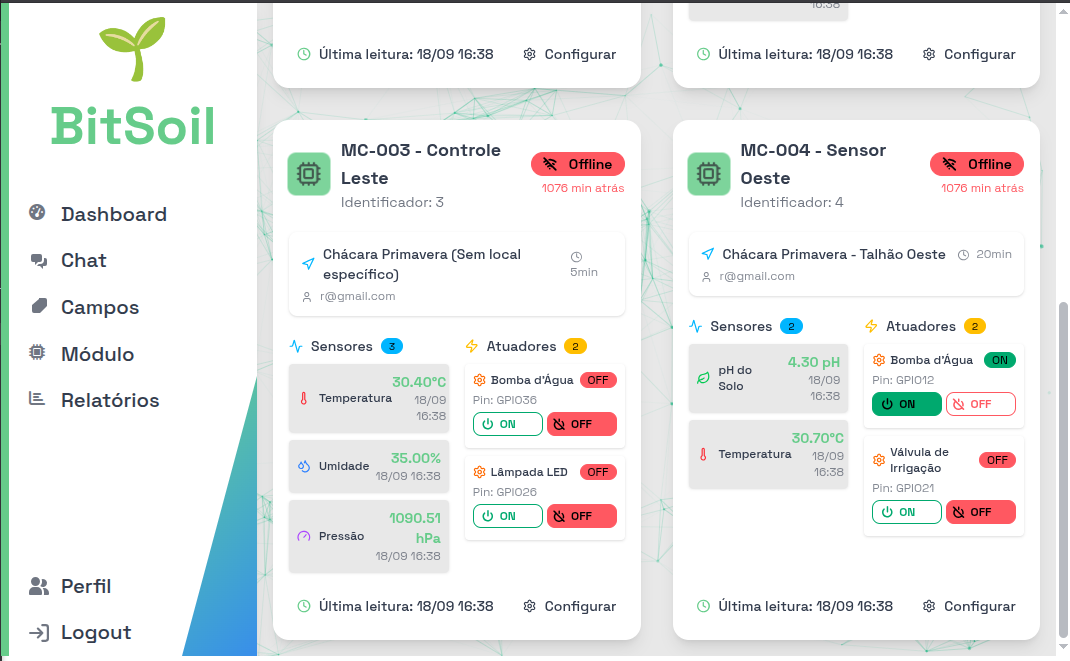 BitSoil
Dashboard
Chat
Campos
Módulo
Relatórios
Perfil
Logout
Última leitura: 18/09 16:38
Configurar
16:38
Última leitura: 18/09 16:38
Configurar
MC-003 - Controle
Leste
Identificador: 3
Offline
1076 min atrás
Chácara Primavera (Sem local
específico)
5min
r@gmail.com
Sensores 3
Temperatura
30.40°C
18/09
16:38
Umidade
35.00%
18/09 16:38
Pressão
1090.51
hPa
18/09 16:38
Atuadores 2
Bomba d'Água OFF
Pin: GPIO36
ON OFF
Lâmpada LED OFF
Pin: GPIO26
ON OFF
Última leitura: 18/09 16:38
Configurar
MC-004 - Sensor
Oeste
Identificador: 4
Offline
1076 min atrás
Chácara Primavera - Talhão Oeste
20min
r@gmail.com
Sensores 2
pH do
Solo
4.30 pH
18/09
16:38
Temperatura
30.70°C
18/09
16:38
Atuadores 2
Bomba d'Água ON
Pin: GPIO12
ON OFF
Válvula de
Irrigação
OFF
Pin: GPIO21
ON OFF
Última leitura: 18/09 16:38
Configurar